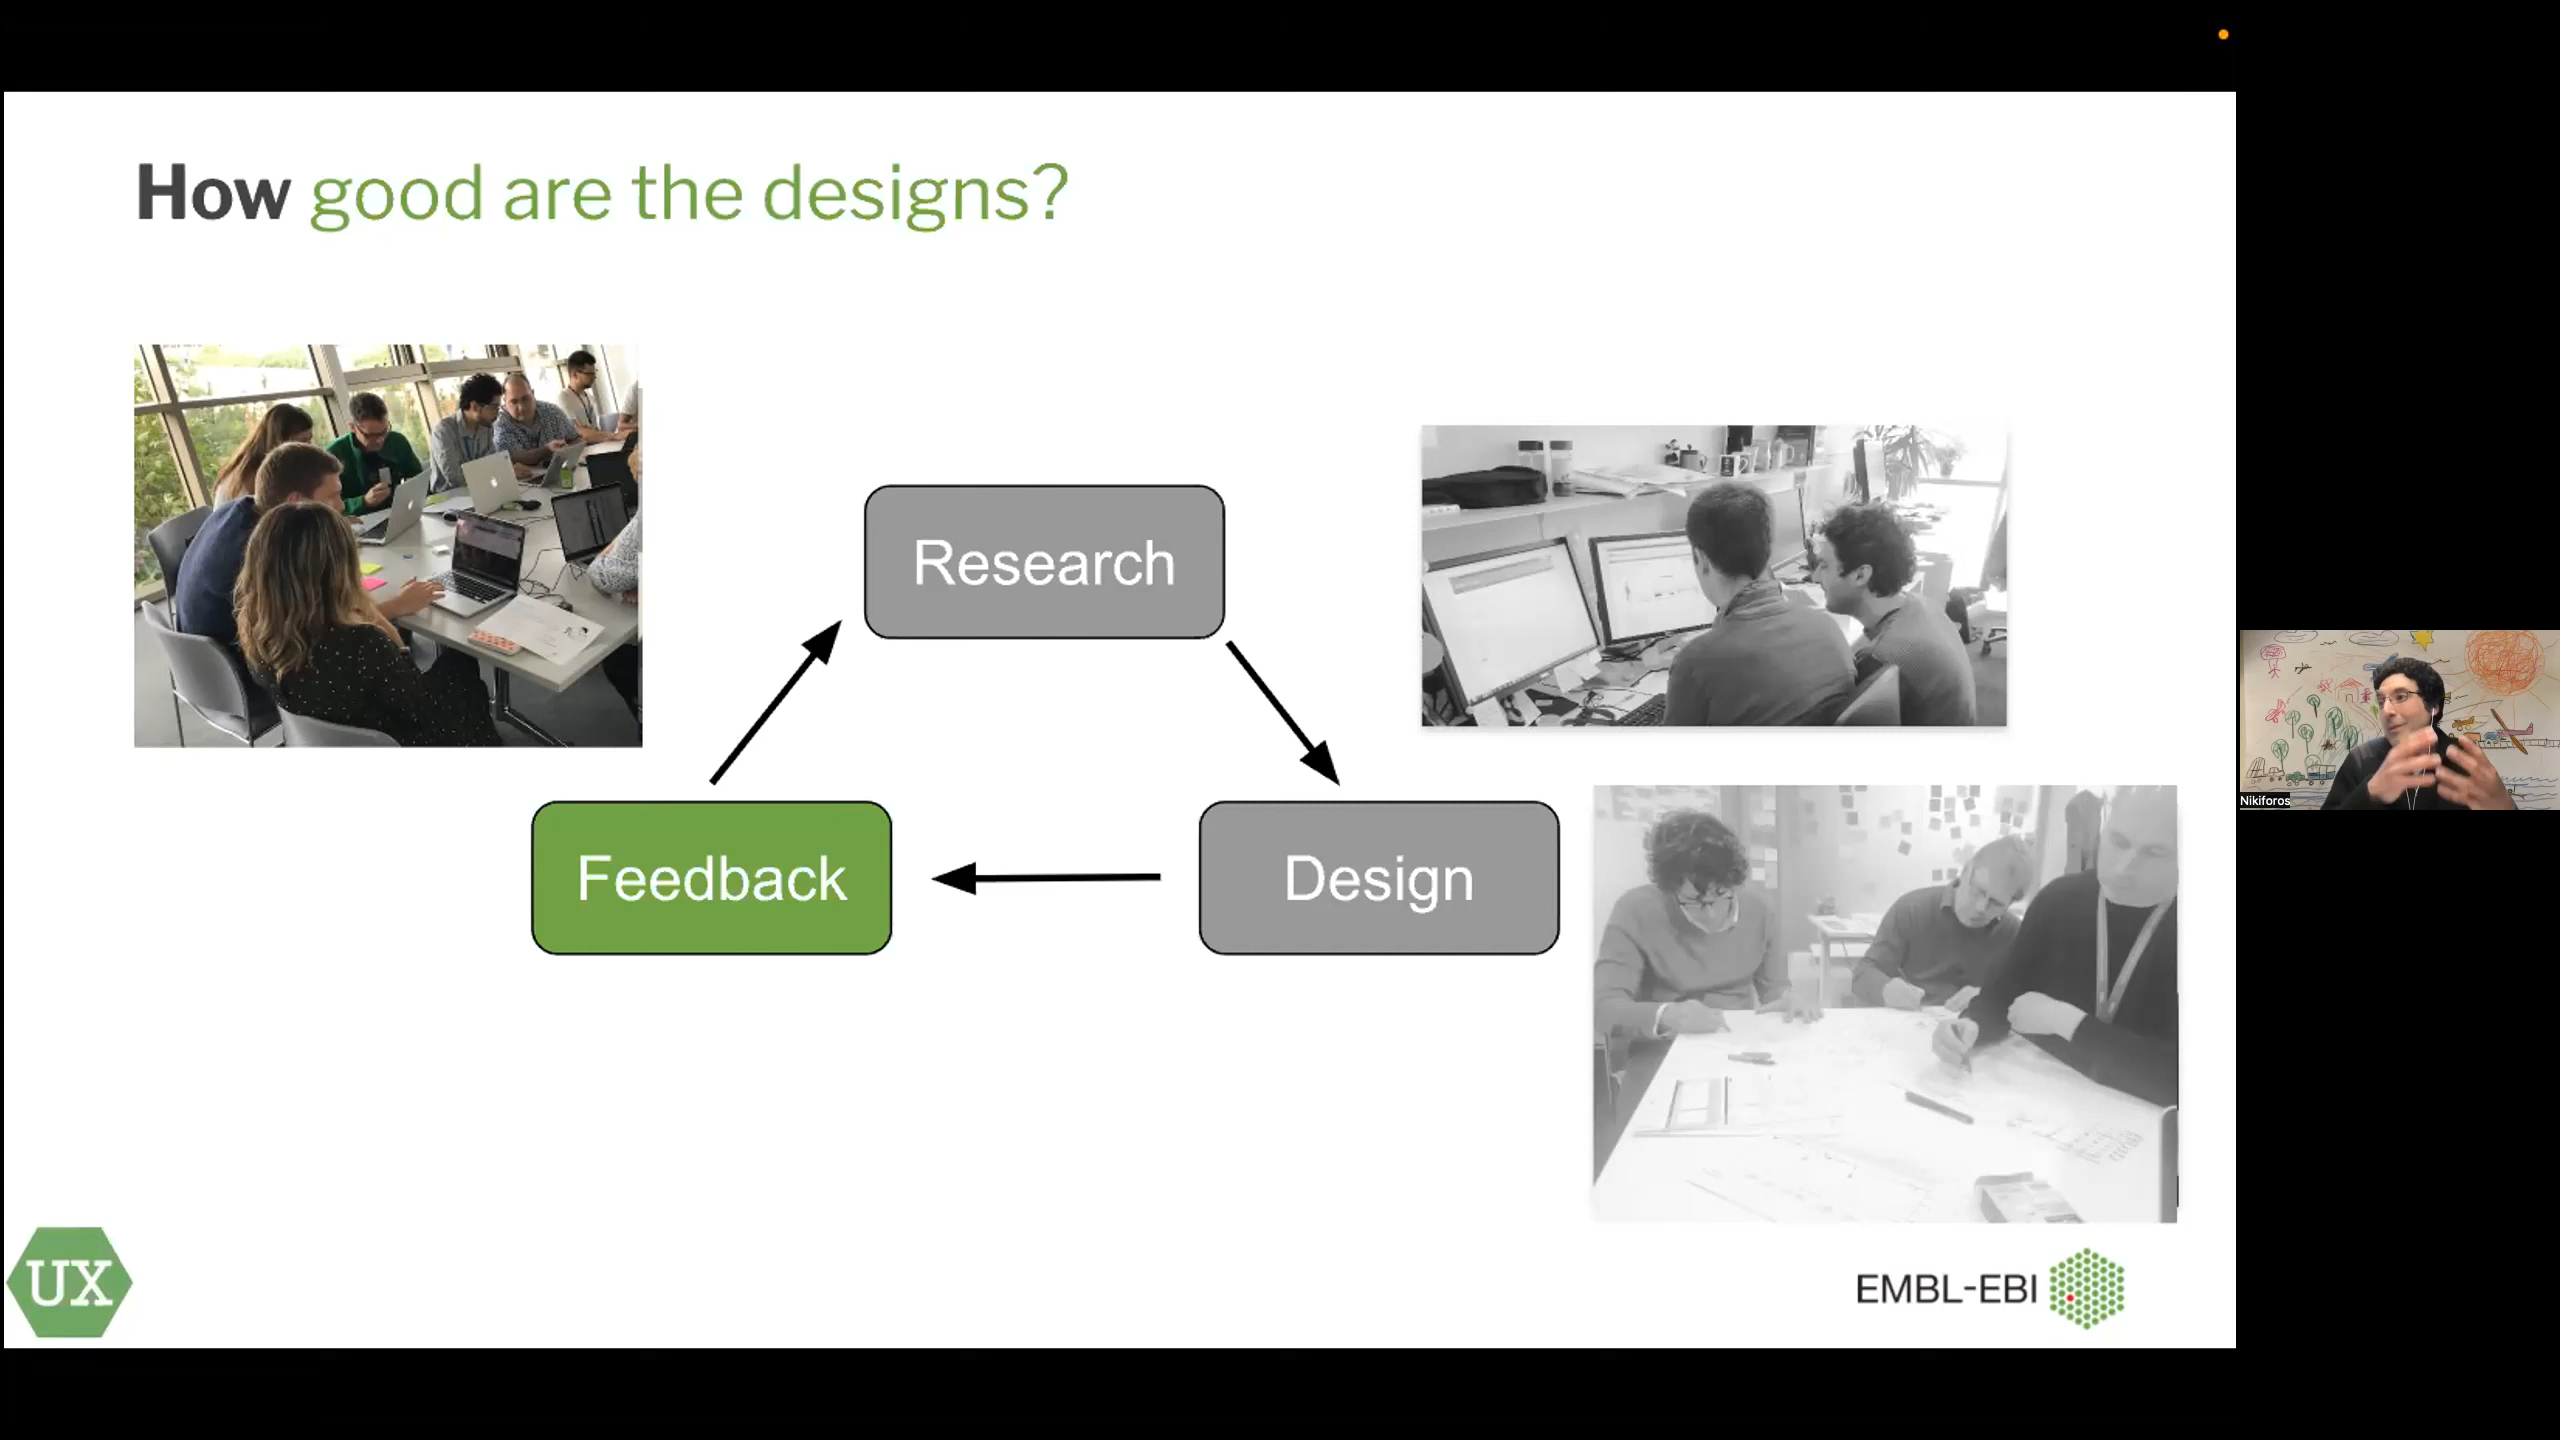 How good are the designs?
Research
Feedback
Design
Nikiforos
UX
EMBL-EBI